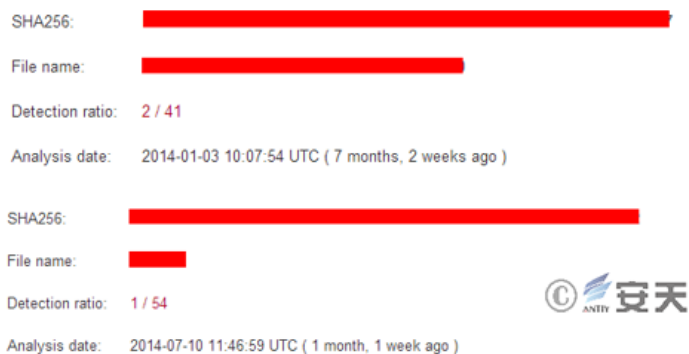 SHA256:
File name:
Detection ratio: 2 / 41
Analysis date: 2014-01-03 10:07:54 UTC ( 7 months, 2 weeks ago )
SHA256:
File name:
Detection ratio: 1 / 54
© ANTIY 安天
Analysis date: 2014-07-10 11:46:59 UTC ( 1 month, 1 week ago )